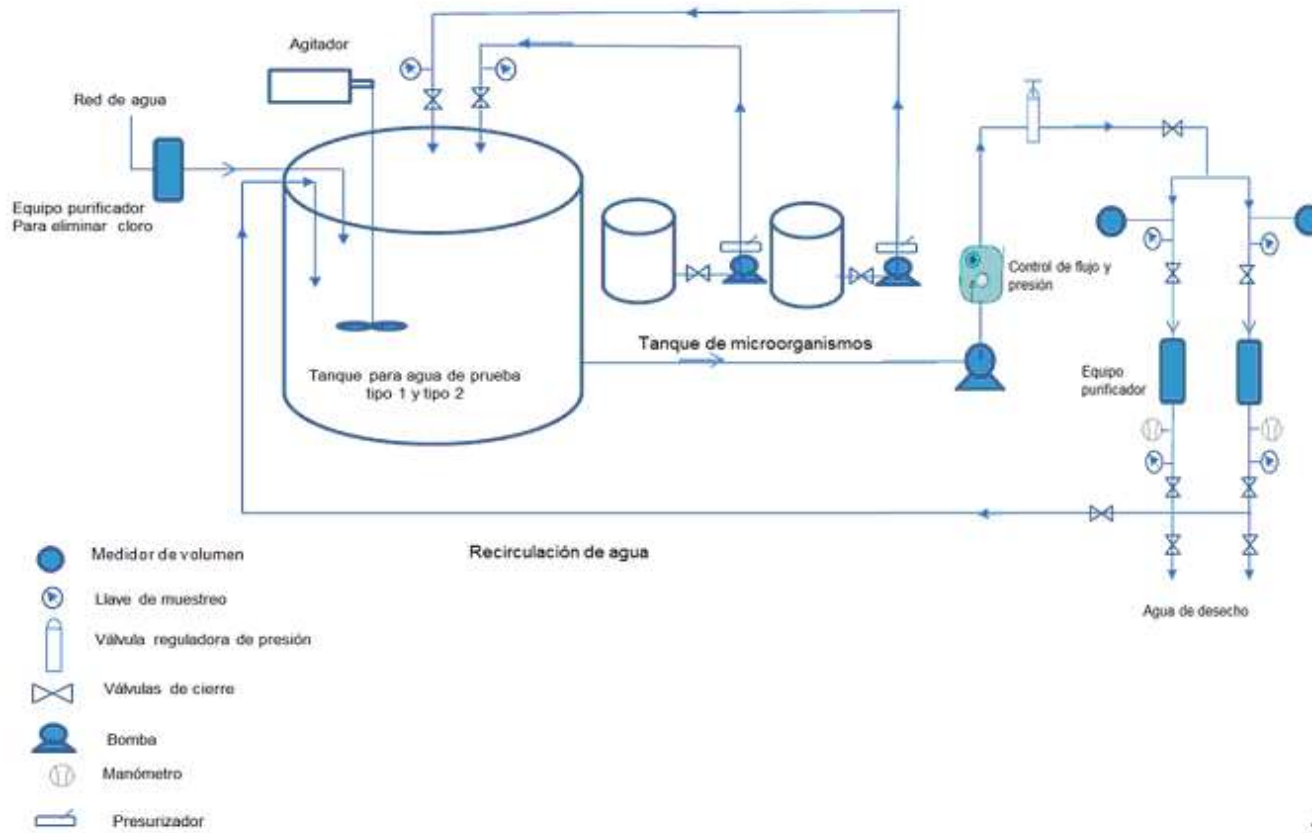 Agitador
Red de agua
Equipo purificador
Para eliminar cloro
Tanque para agua de prueba
tipo 1 y tipo 2
Tanque de microorganismos
Control de flujo y
presión
Equipo
purificador
Recirculación de agua
Agua de desecho
Medidor de volumen
Llave de muestreo
Válvula reguladora de presión
Válvulas de cierre
Bomba
Manómetro
Presurizador